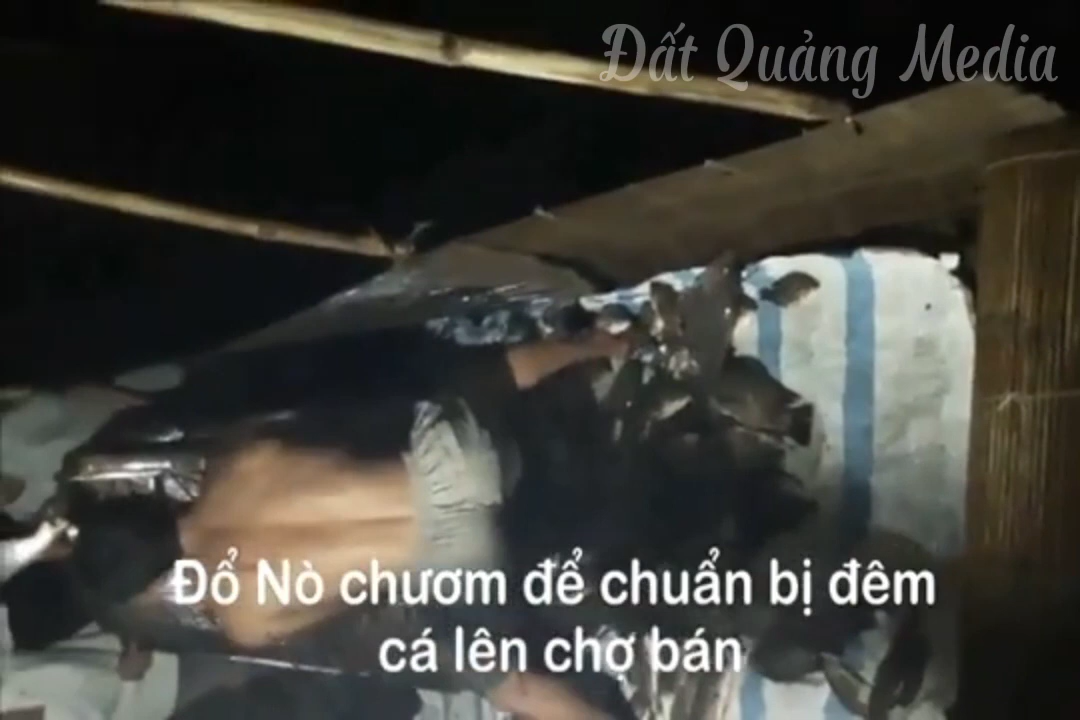 Đất Quảng Media
Đổ Nò chươm để chuẩn bị đêm
cá lên chợ bán